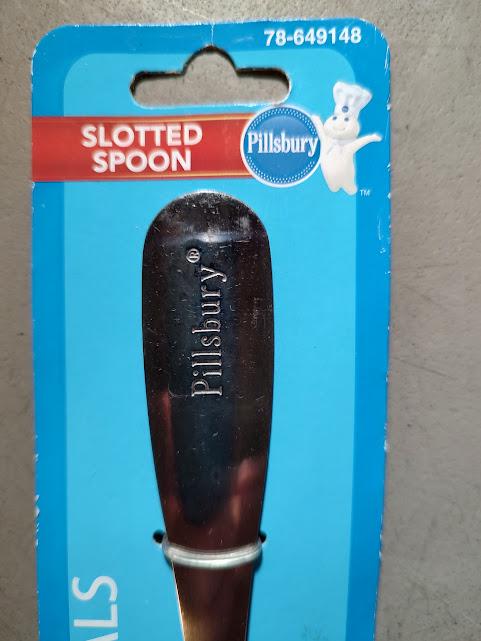 78-649148
SLOTTED
SPOON
Pillsbury
TM
Pillsbury®
ALS